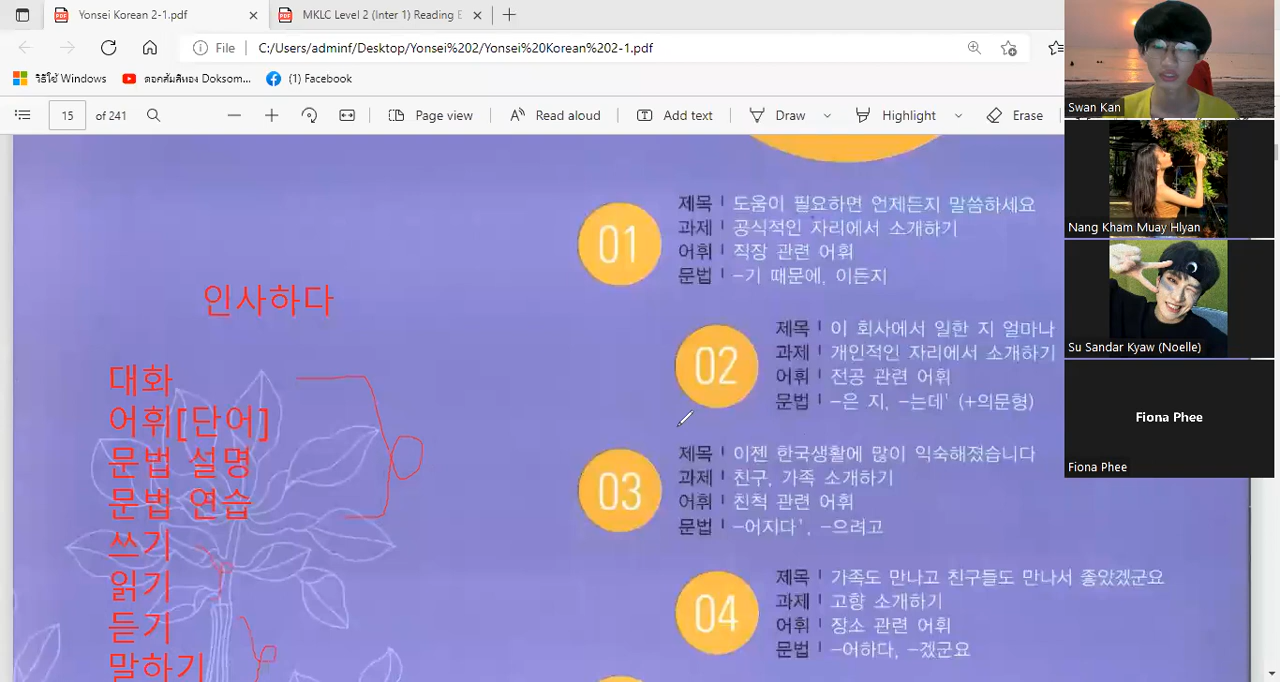 Yonsei Korean 2-1.pdf
MKLC Level 2 (Inter 1) Reading E
File
C:/Users/adminf/Desktop/Yonsei%202/Yonsei%20Korean%202-1.pdf
วิธีใช้ Windows
ดอกส้มสีทอง Doksom...
(1) Facebook
15 of 241
Page view
Read aloud
Add text
Draw
Highlight
Erase
인사하다
대화
어휘[단어]
문법 설명
문법 연습
쓰기
읽기
듣기
말하기
01
제목 도움이 필요하면 언제든지 말씀하세요
과제 공식적인 자리에서 소개하기
어휘 직장 관련 어휘
문법 –기 때문에, 이든지
02
제목 이 회사에서 일한 지 얼마나
과제 개인적인 자리에서 소개하기
어휘 전공 관련 어휘
문법 –은 지, –는데¹ (+의문형)
03
제목 이젠 한국생활에 많이 익숙해졌습니다
과제 친구, 가족 소개하기
어휘 친척 관련 어휘
문법 –어지다¹, –으려고
04
제목 가족도 만나고 친구들도 만나서 좋았겠군요
과제 고향 소개하기
어휘 장소 관련 어휘
문법 –어하다, –겠군요
Swan Kan
Nang Kham Muay Hlyan
Su Sandar Kyaw (Noelle)
Fiona Phee
Fiona Phee